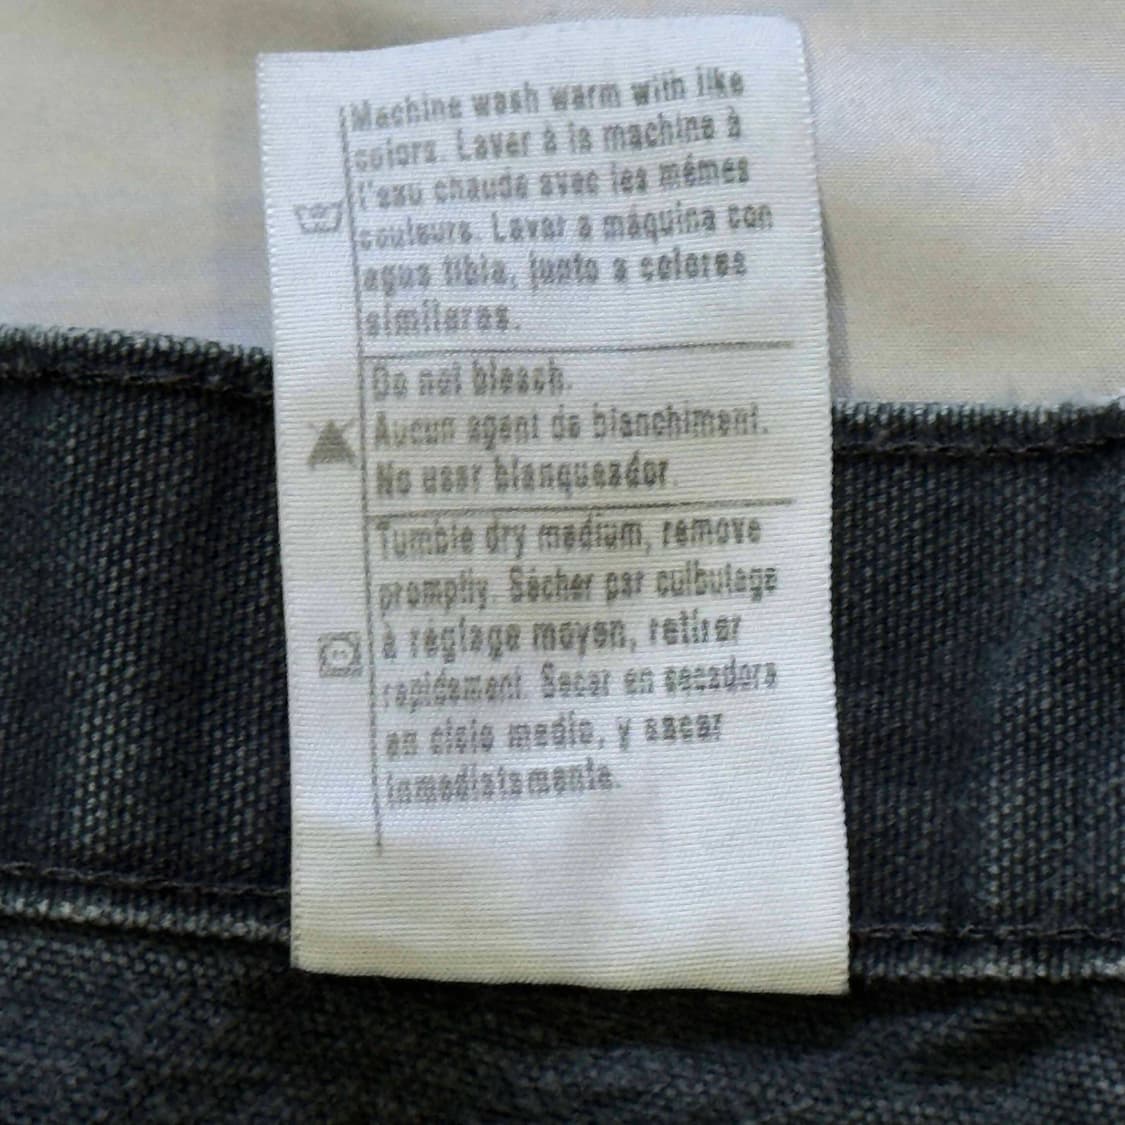 Machine wash warm with like
colors. Laver à la machine à
l'eau chaude avec les mêmes
couleurs. Lavar a máquina con
agua tibia, junto a colores
similares.
Do not bleach.
Aucun agent de blanchiment.
No usar blanqueador.
Tumble dry medium, remove
promptly. Sécher par culbutage
à réglage moyen, retirer
rapidement. Secar en secadora
en ciclo medio, y sacar
inmediatamente.